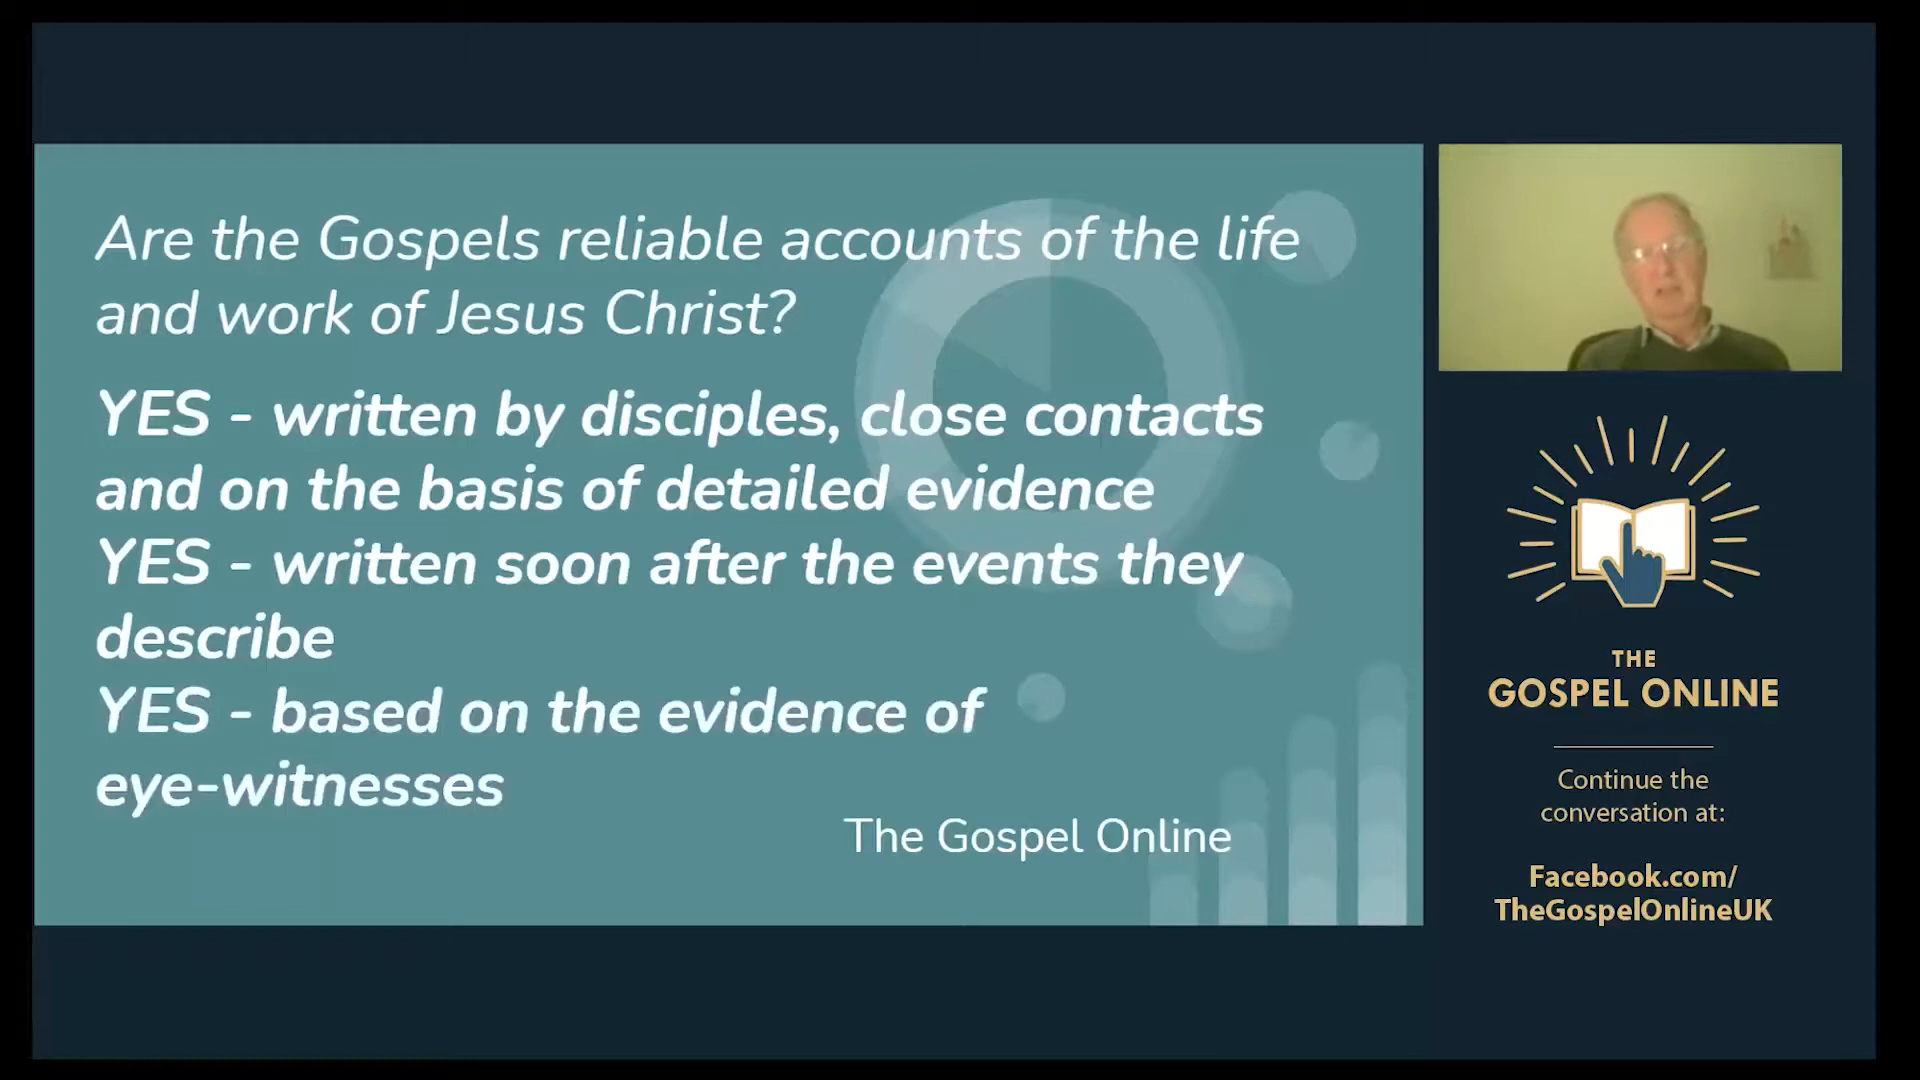 Are the Gospels reliable accounts of the life
and work of Jesus Christ?
YES - written by disciples, close contacts
and on the basis of detailed evidence
YES - written soon after the events they
describe
YES - based on the evidence of
eye-witnesses
The Gospel Online
THE
GOSPEL ONLINE
Continue the
conversation at:
Facebook.com/
TheGospelOnlineUK